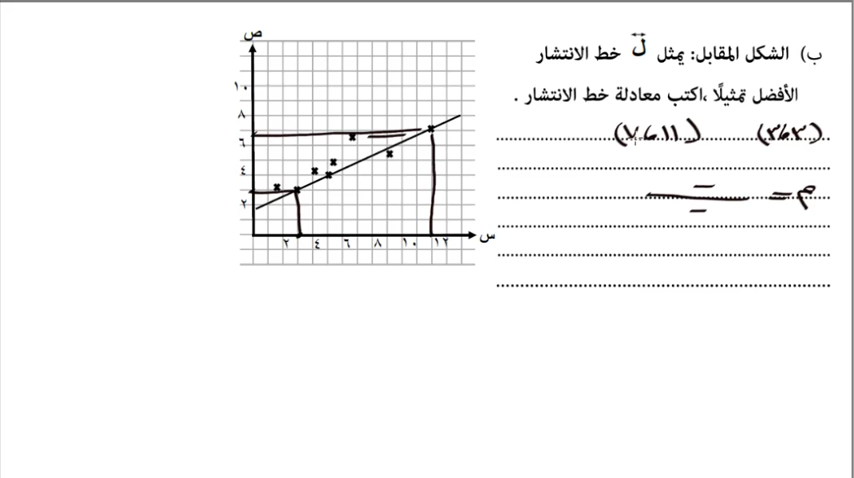 ب) الشكل المقابل: يمثل ل خط الانتشار
الأفضل تمثيلًا ،اكتب معادلة خط الانتشار .
(٣،٣) (٧،١١)
م =
ص
١٠
٨
٦
٤
٢
٢ ٤ ٦ ٨ ١٠ ١٢ س